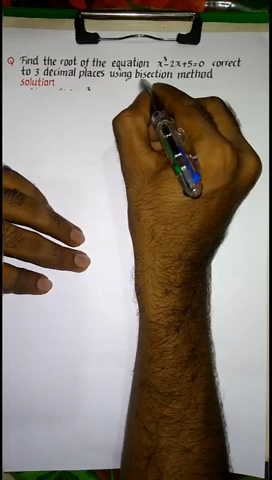 Q Find the root of the equation x³-2x+5=0 correct
to 3 decimal places using bisection method
solution